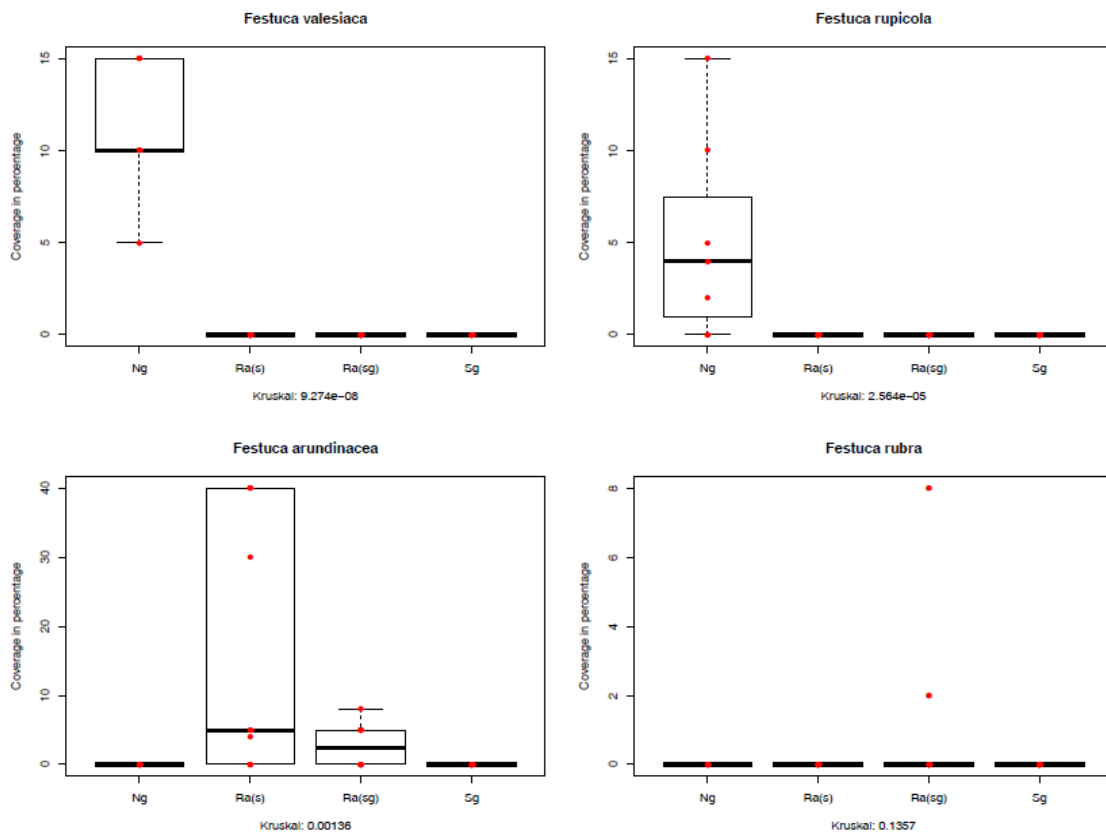 Festuca valesiaca
Coverage in percentage
15
10
5
0
Ng Ra(s) Ra(sg) Sg
Kruskal: 9.274e−08
Festuca rupicola
Coverage in percentage
15
10
5
0
Ng Ra(s) Ra(sg) Sg
Kruskal: 2.564e−05
Festuca arundinacea
Coverage in percentage
40
30
20
10
0
Ng Ra(s) Ra(sg) Sg
Kruskal: 0.00136
Festuca rubra
Coverage in percentage
8
6
4
2
0
Ng Ra(s) Ra(sg) Sg
Kruskal: 0.1357